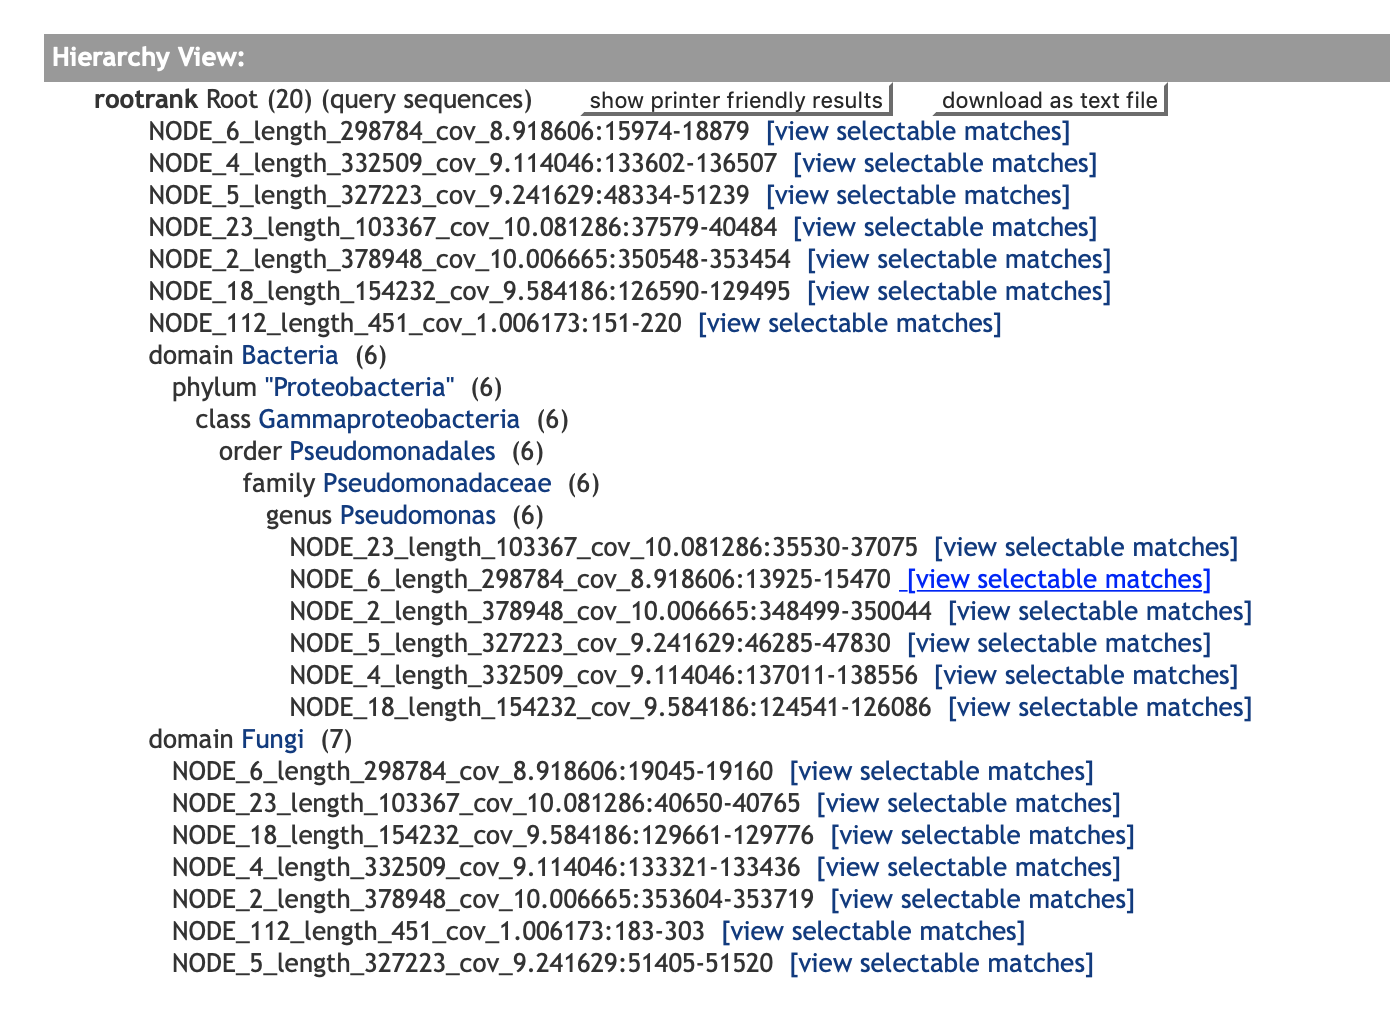 Hierarchy View:
rootrank Root (20) (query sequences) show printer friendly results download as text file
NODE_6_length_298784_cov_8.918606:15974-18879 [view selectable matches]
NODE_4_length_332509_cov_9.114046:133602-136507 [view selectable matches]
NODE_5_length_327223_cov_9.241629:48334-51239 [view selectable matches]
NODE_23_length_103367_cov_10.081286:37579-40484 [view selectable matches]
NODE_2_length_378948_cov_10.006665:350548-353454 [view selectable matches]
NODE_18_length_154232_cov_9.584186:126590-129495 [view selectable matches]
NODE_112_length_451_cov_1.006173:151-220 [view selectable matches]
domain Bacteria (6)
phylum "Proteobacteria" (6)
class Gammaproteobacteria (6)
order Pseudomonadales (6)
family Pseudomonadaceae (6)
genus Pseudomonas (6)
NODE_23_length_103367_cov_10.081286:35530-37075 [view selectable matches]
NODE_6_length_298784_cov_8.918606:13925-15470 [view selectable matches]
NODE_2_length_378948_cov_10.006665:348499-350044 [view selectable matches]
NODE_5_length_327223_cov_9.241629:46285-47830 [view selectable matches]
NODE_4_length_332509_cov_9.114046:137011-138556 [view selectable matches]
NODE_18_length_154232_cov_9.584186:124541-126086 [view selectable matches]
domain Fungi (7)
NODE_6_length_298784_cov_8.918606:19045-19160 [view selectable matches]
NODE_23_length_103367_cov_10.081286:40650-40765 [view selectable matches]
NODE_18_length_154232_cov_9.584186:129661-129776 [view selectable matches]
NODE_4_length_332509_cov_9.114046:133321-133436 [view selectable matches]
NODE_2_length_378948_cov_10.006665:353604-353719 [view selectable matches]
NODE_112_length_451_cov_1.006173:183-303 [view selectable matches]
NODE_5_length_327223_cov_9.241629:51405-51520 [view selectable matches]